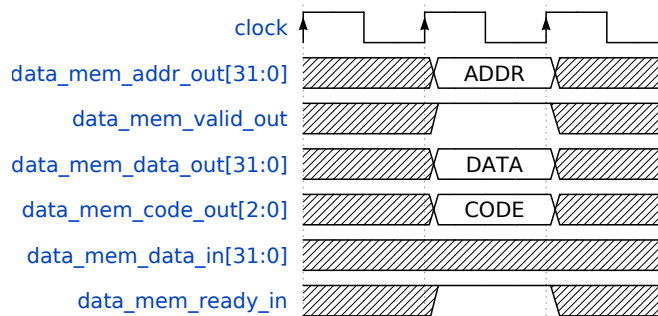 clock
data_mem_addr_out[31:0] ADDR
data_mem_valid_out
data_mem_data_out[31:0] DATA
data_mem_code_out[2:0] CODE
data_mem_data_in[31:0]
data_mem_ready_in